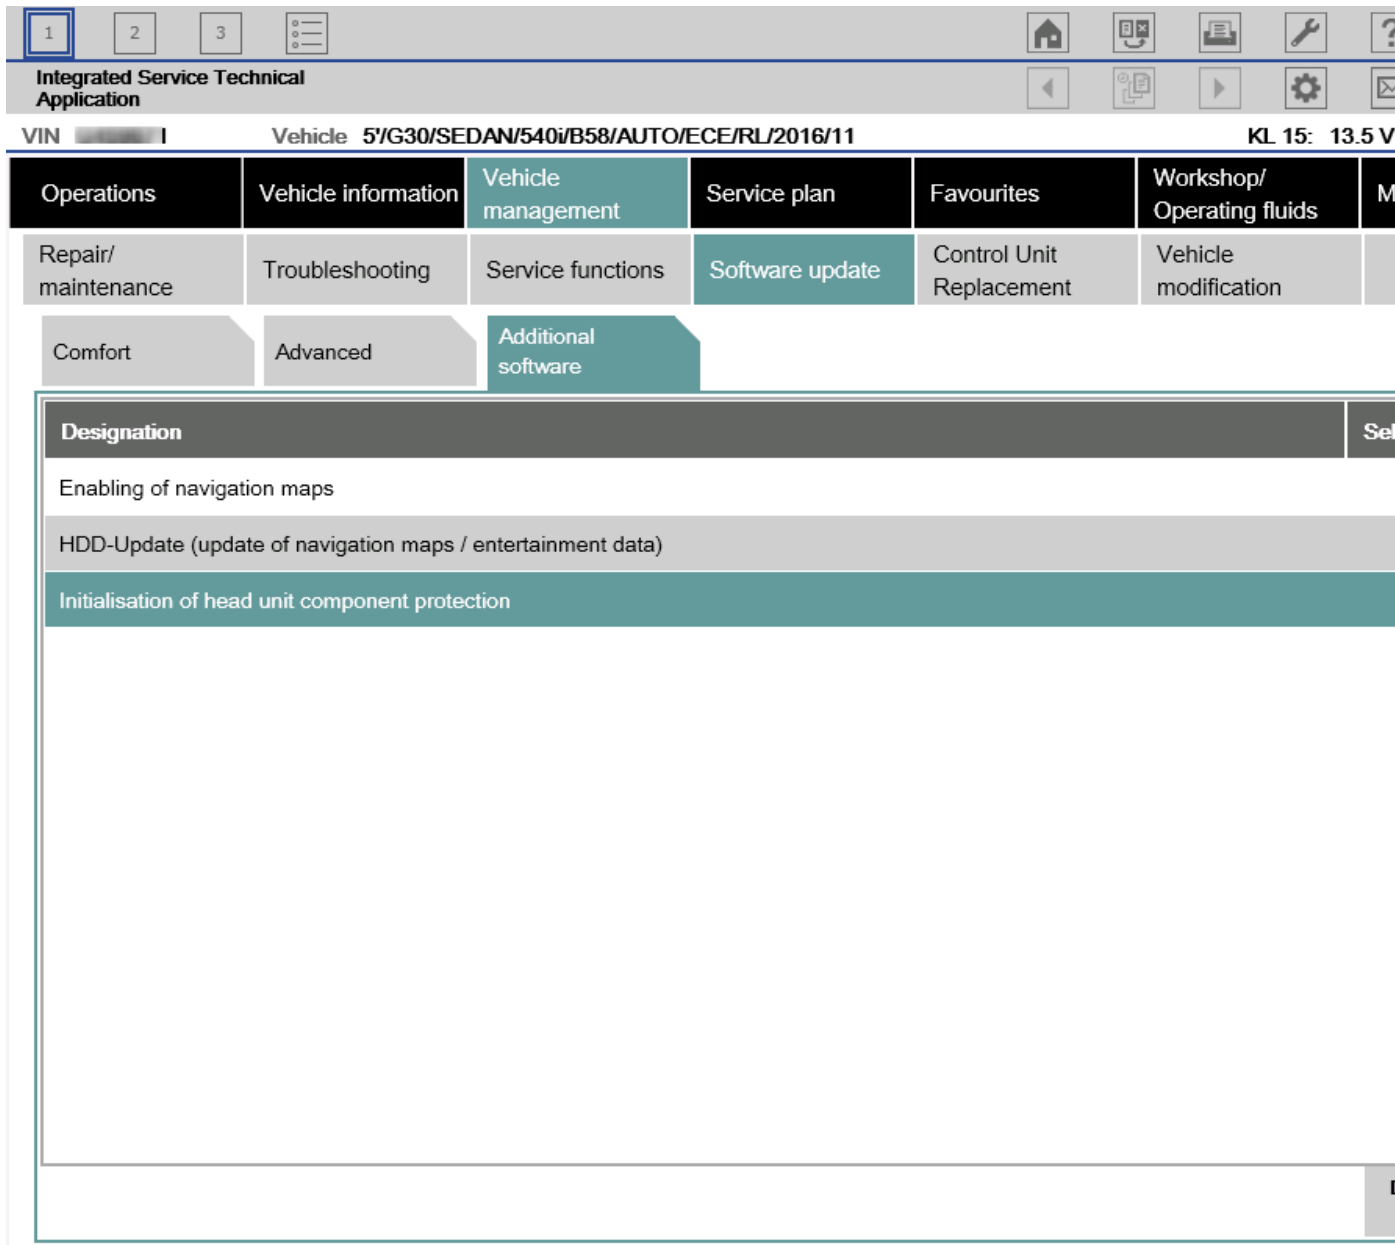 1 2 3
Integrated Service Technical
Application
VIN Vehicle 5'/G30/SEDAN/540i/B58/AUTO/ECE/RL/2016/11 KL 15: 13.5 V
Operations Vehicle information Vehicle management Service plan Favourites Workshop/ Operating fluids M
Repair/ maintenance Troubleshooting Service functions Software update Control Unit Replacement Vehicle modification
Comfort Advanced Additional software
Designation
Enabling of navigation maps
HDD-Update (update of navigation maps / entertainment data)
Initialisation of head unit component protection